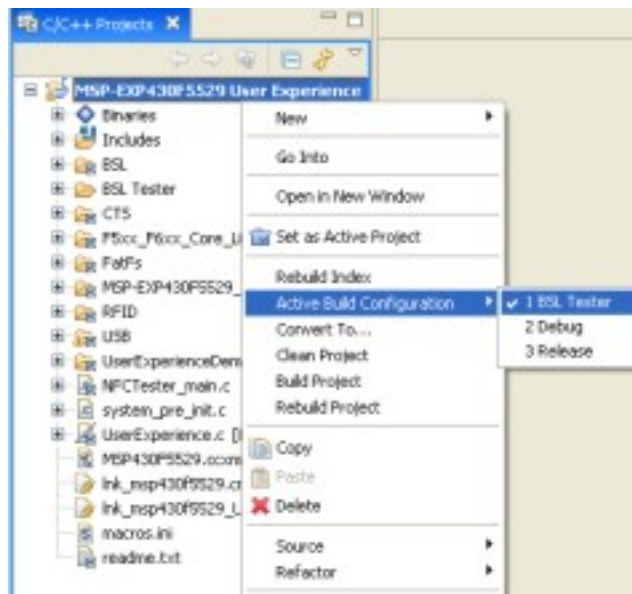 C/C++ Projects
MSP-EXP430F5529 User Experience
Binaries
Includes
BSL
BSL Tester
CTS
F5xx_F6xx_Core_Li
FatFs
MSP-EXP430F5529_
RFID
USB
UserExperienceDem
NFCTester_main.c
system_pre_init.c
UserExperience.c [
MSP430F5529.ccxm
lnk_msp430f5529.c
lnk_msp430f5529_U
macros.ini
readme.txt
New
Go Into
Open in New Window
Set as Active Project
Rebuild Index
Active Build Configuration
Convert To...
Clean Project
Build Project
Rebuild Project
Copy
Paste
Delete
Source
Refactor
1 BSL Tester
2 Debug
3 Release